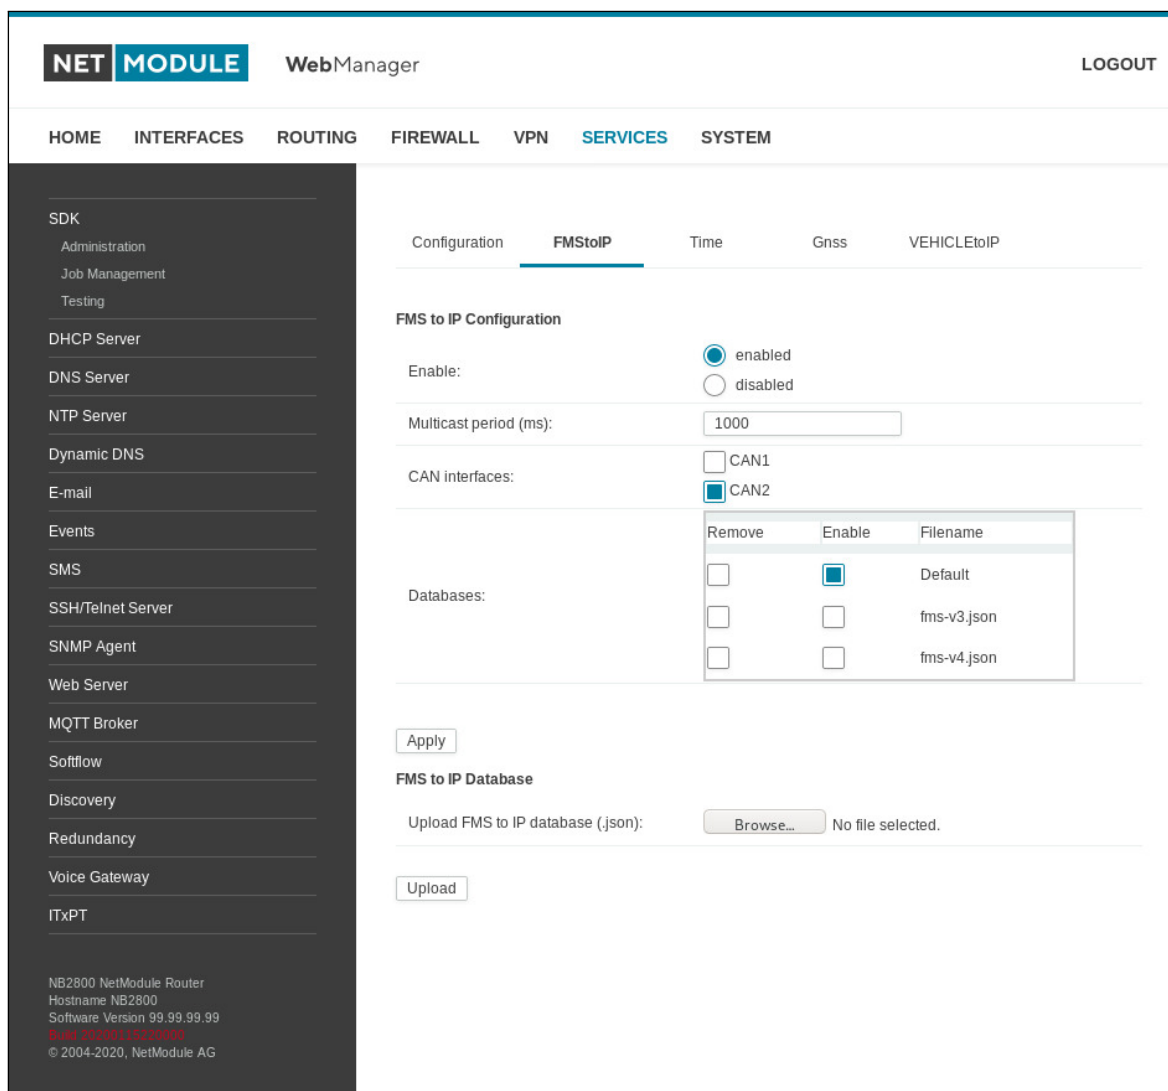 NET MODULE WebManager LOGOUT
HOME INTERFACES ROUTING FIREWALL VPN SERVICES SYSTEM
SDK
Administration
Job Management
Testing
DHCP Server
DNS Server
NTP Server
Dynamic DNS
E-mail
Events
SMS
SSH/Telnet Server
SNMP Agent
Web Server
MQTT Broker
Softflow
Discovery
Redundancy
Voice Gateway
ITxPT
NB2800 NetModule Router
Hostname NB2800
Software Version 99.99.99.99
Build
© 2004-2020, NetModule AG
Configuration FMStoIP Time Gnss VEHICLEtoIP
FMS to IP Configuration
Enable:
enabled
disabled
Multicast period (ms): 1000
CAN interfaces:
CAN1
CAN2
Databases:
Remove Enable Filename
Default
fms-v3.json
fms-v4.json
Apply
FMS to IP Database
Upload FMS to IP database (.json): Browse... No file selected.
Upload